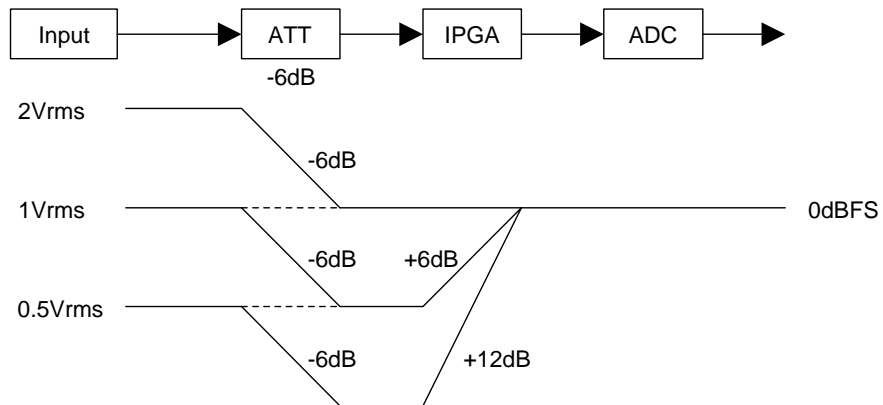 Input ATT IPGA ADC
-6dB
2Vrms
-6dB
1Vrms 0dBFS
-6dB +6dB
0.5Vrms
-6dB +12dB